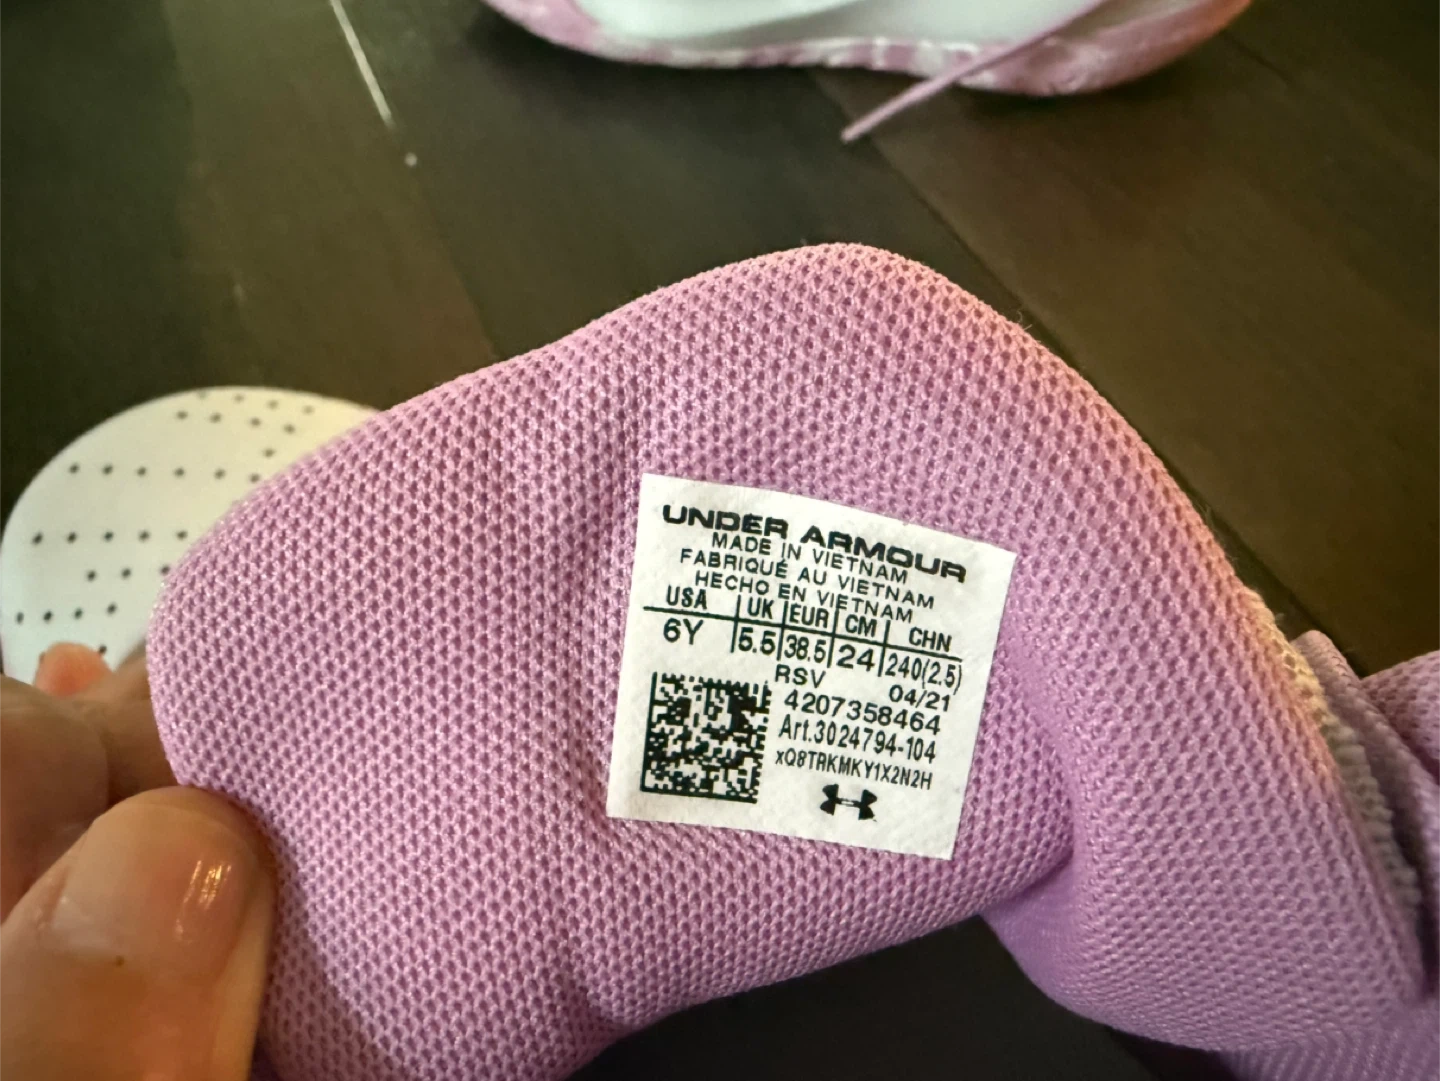 UNDER ARMOUR
MADE IN VIETNAM
FABRIQUÉ AU VIETNAM
HECHO EN VIETNAM
USA UK EUR CM CHN
6Y 5.5 38.5 24 240(2.5)
RSV 04/21
4207358464
Art.3024794-104
xQ8TRKMKY1X2N2H